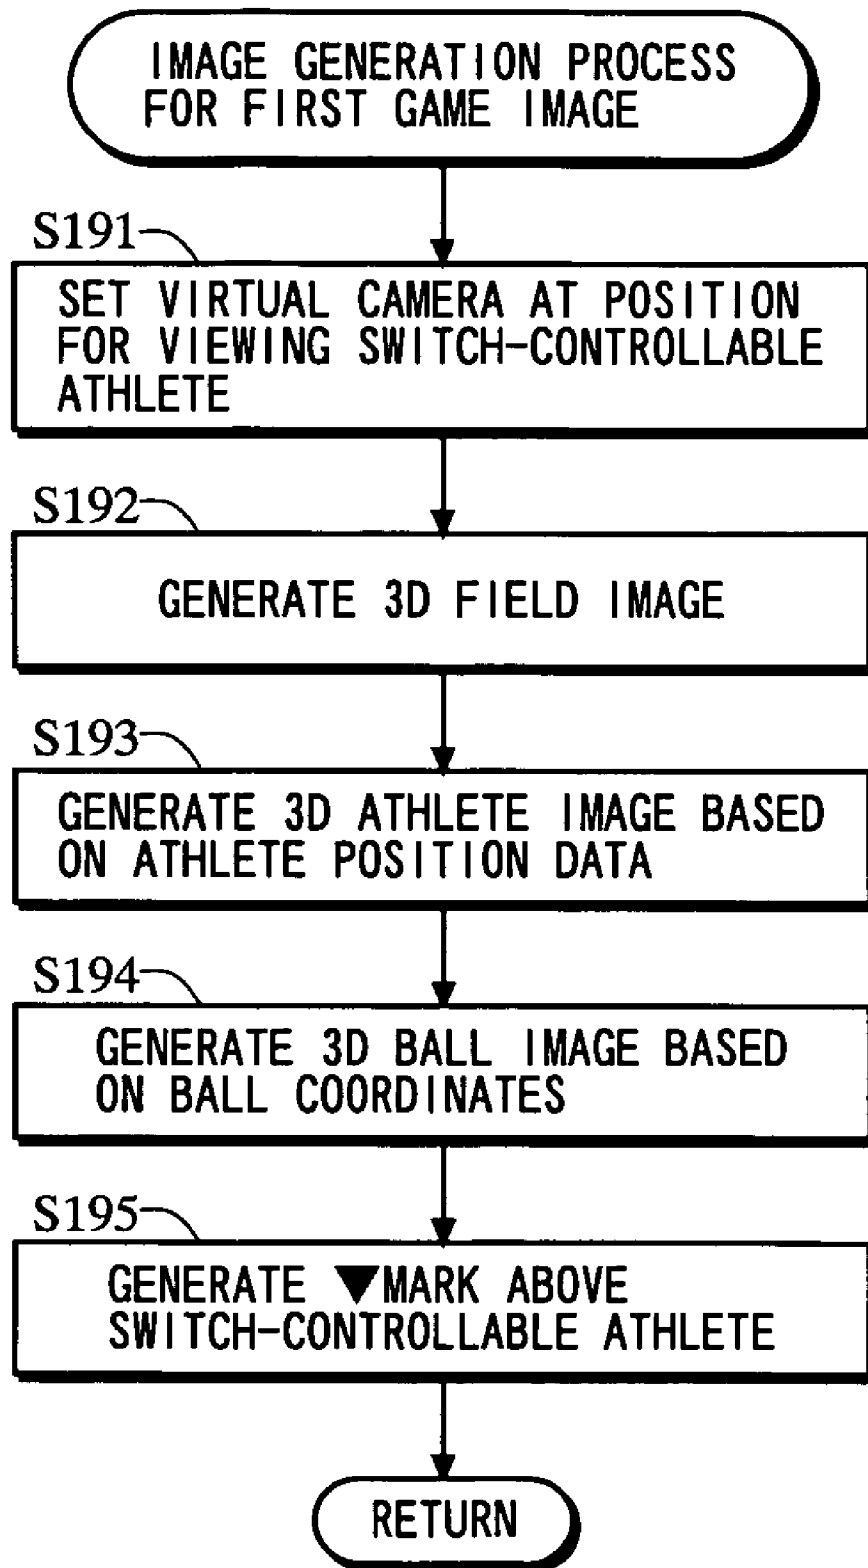 IMAGE GENERATION PROCESS
FOR FIRST GAME IMAGE
S191
SET VIRTUAL CAMERA AT POSITION
FOR VIEWING SWITCH-CONTROLLABLE
ATHLETE
S192
GENERATE 3D FIELD IMAGE
S193
GENERATE 3D ATHLETE IMAGE BASED
ON ATHLETE POSITION DATA
S194
GENERATE 3D BALL IMAGE BASED
ON BALL COORDINATES
S195
GENERATE ▼MARK ABOVE
SWITCH-CONTROLLABLE ATHLETE
RETURN